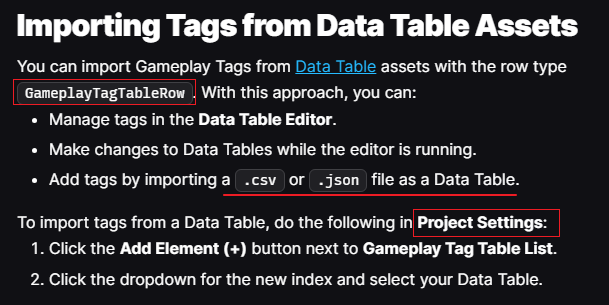 Importing Tags from Data Table Assets
You can import Gameplay Tags from Data Table assets with the row type
GameplayTagTableRow. With this approach, you can:
• Manage tags in the Data Table Editor.
• Make changes to Data Tables while the editor is running.
• Add tags by importing a .csv or .json file as a Data Table.
To import tags from a Data Table, do the following in Project Settings:
1. Click the Add Element (+) button next to Gameplay Tag Table List.
2. Click the dropdown for the new index and select your Data Table.